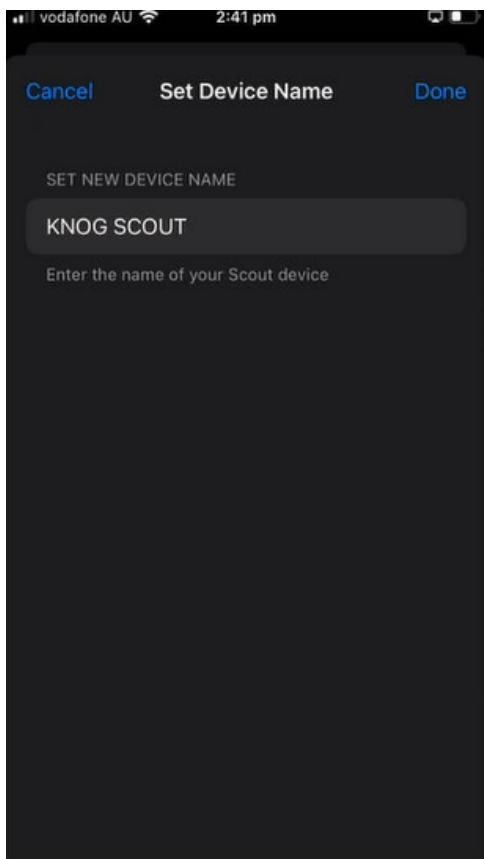 vodafone AU 2:41 pm
Cancel Set Device Name Done
SET NEW DEVICE NAME
KNOG SCOUT
Enter the name of your Scout device